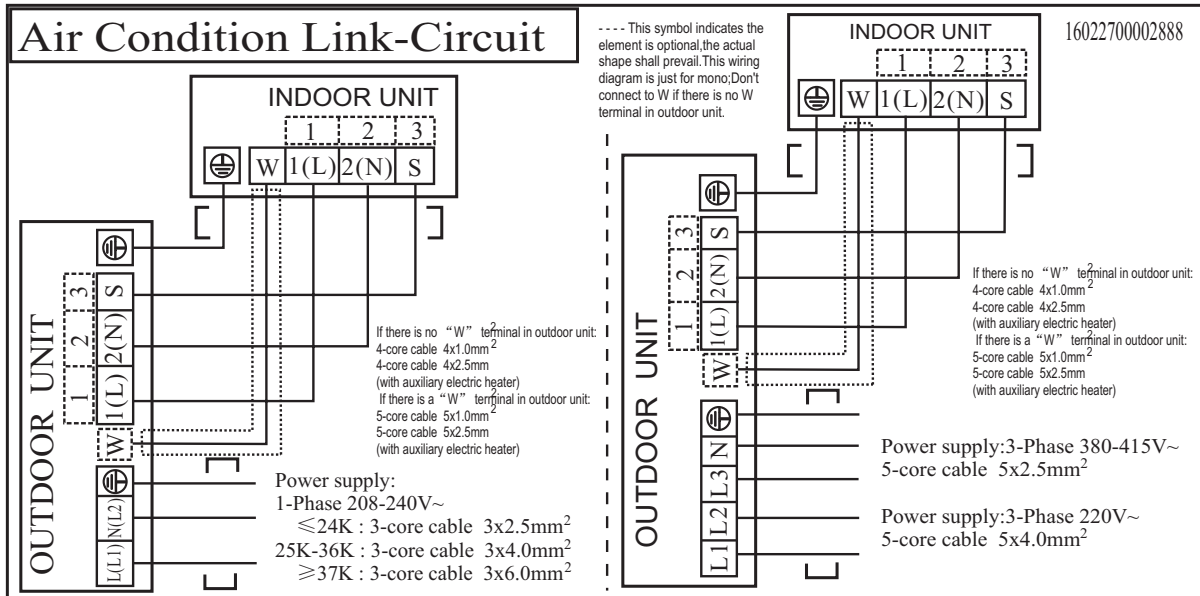 Air Condition Link-Circuit
INDOOR UNIT
1 2 3
W 1(L) 2(N) S
OUTDOOR UNIT
3 S
2 2(N)
1 1(L)
W
N(L2)
L(L1)
If there is no “W” terminal in outdoor unit:
4-core cable 4x1.0mm2
4-core cable 4x2.5mm2
(with auxiliary electric heater)
If there is a “W” terminal in outdoor unit:
5-core cable 5x1.0mm2
5-core cable 5x2.5mm2
(with auxiliary electric heater)
Power supply:
1-Phase 208-240V~
≤24K : 3-core cable 3x2.5mm2
25K-36K : 3-core cable 3x4.0mm2
≥37K : 3-core cable 3x6.0mm2
---- This symbol indicates the
element is optional,the actual
shape shall prevail.This wiring
diagram is just for mono;Don't
connect to W if there is no W
terminal in outdoor unit.
INDOOR UNIT
1 2 3
W 1(L) 2(N) S
16022700002888
OUTDOOR UNIT
3 S
2 2(N)
1 1(L)
W
N
L3
L2
L1
If there is no “W” terminal in outdoor unit:
4-core cable 4x1.0mm2
4-core cable 4x2.5mm2
(with auxiliary electric heater)
If there is a “W” terminal in outdoor unit:
5-core cable 5x1.0mm2
5-core cable 5x2.5mm2
(with auxiliary electric heater)
Power supply:3-Phase 380-415V~
5-core cable 5x2.5mm2
Power supply:3-Phase 220V~
5-core cable 5x4.0mm2